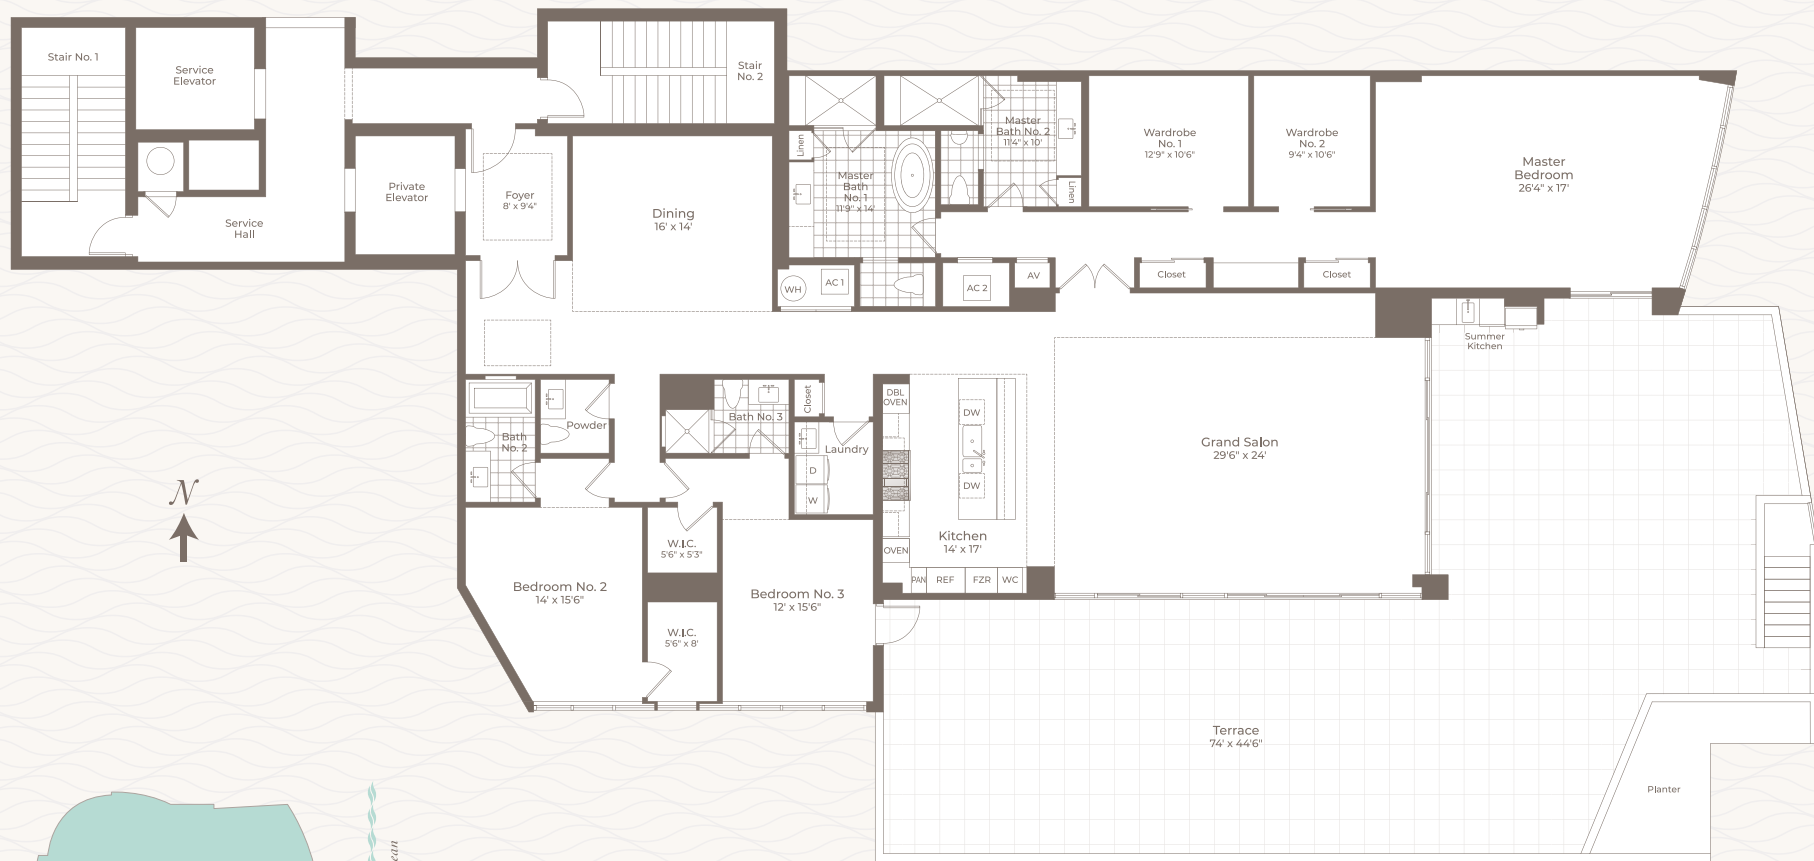 Stair No. 1
Service
Elevator
Stair
No. 2
Service
Hall
Private
Elevator
Foyer
8' x 9'4"
Dining
16' x 14'
Linen
Master
Bath
No. 1
11'9" x 14'
Master
Bath No. 2
11'4" x 10'
Linen
Wardrobe
No. 1
12'9" x 10'6"
Wardrobe
No. 2
9'4" x 10'6"
Master
Bedroom
26'4" x 17'
WH
AC 1
AC 2
AV
Closet
Closet
Summer
Kitchen
Bath
No. 2
Powder
Bath No. 3
Closet
Laundry
D
W
DBL
OVEN
DW
DW
OVEN
Kitchen
14' x 17'
PAN
REF
FZR
WC
Grand Salon
29'6" x 24'
N
W.I.C.
5'6" x 5'3"
Bedroom No. 2
14' x 15'6"
Bedroom No. 3
12' x 15'6"
W.I.C.
5'6" x 8'
Terrace
74' x 44'6"
Planter
ean